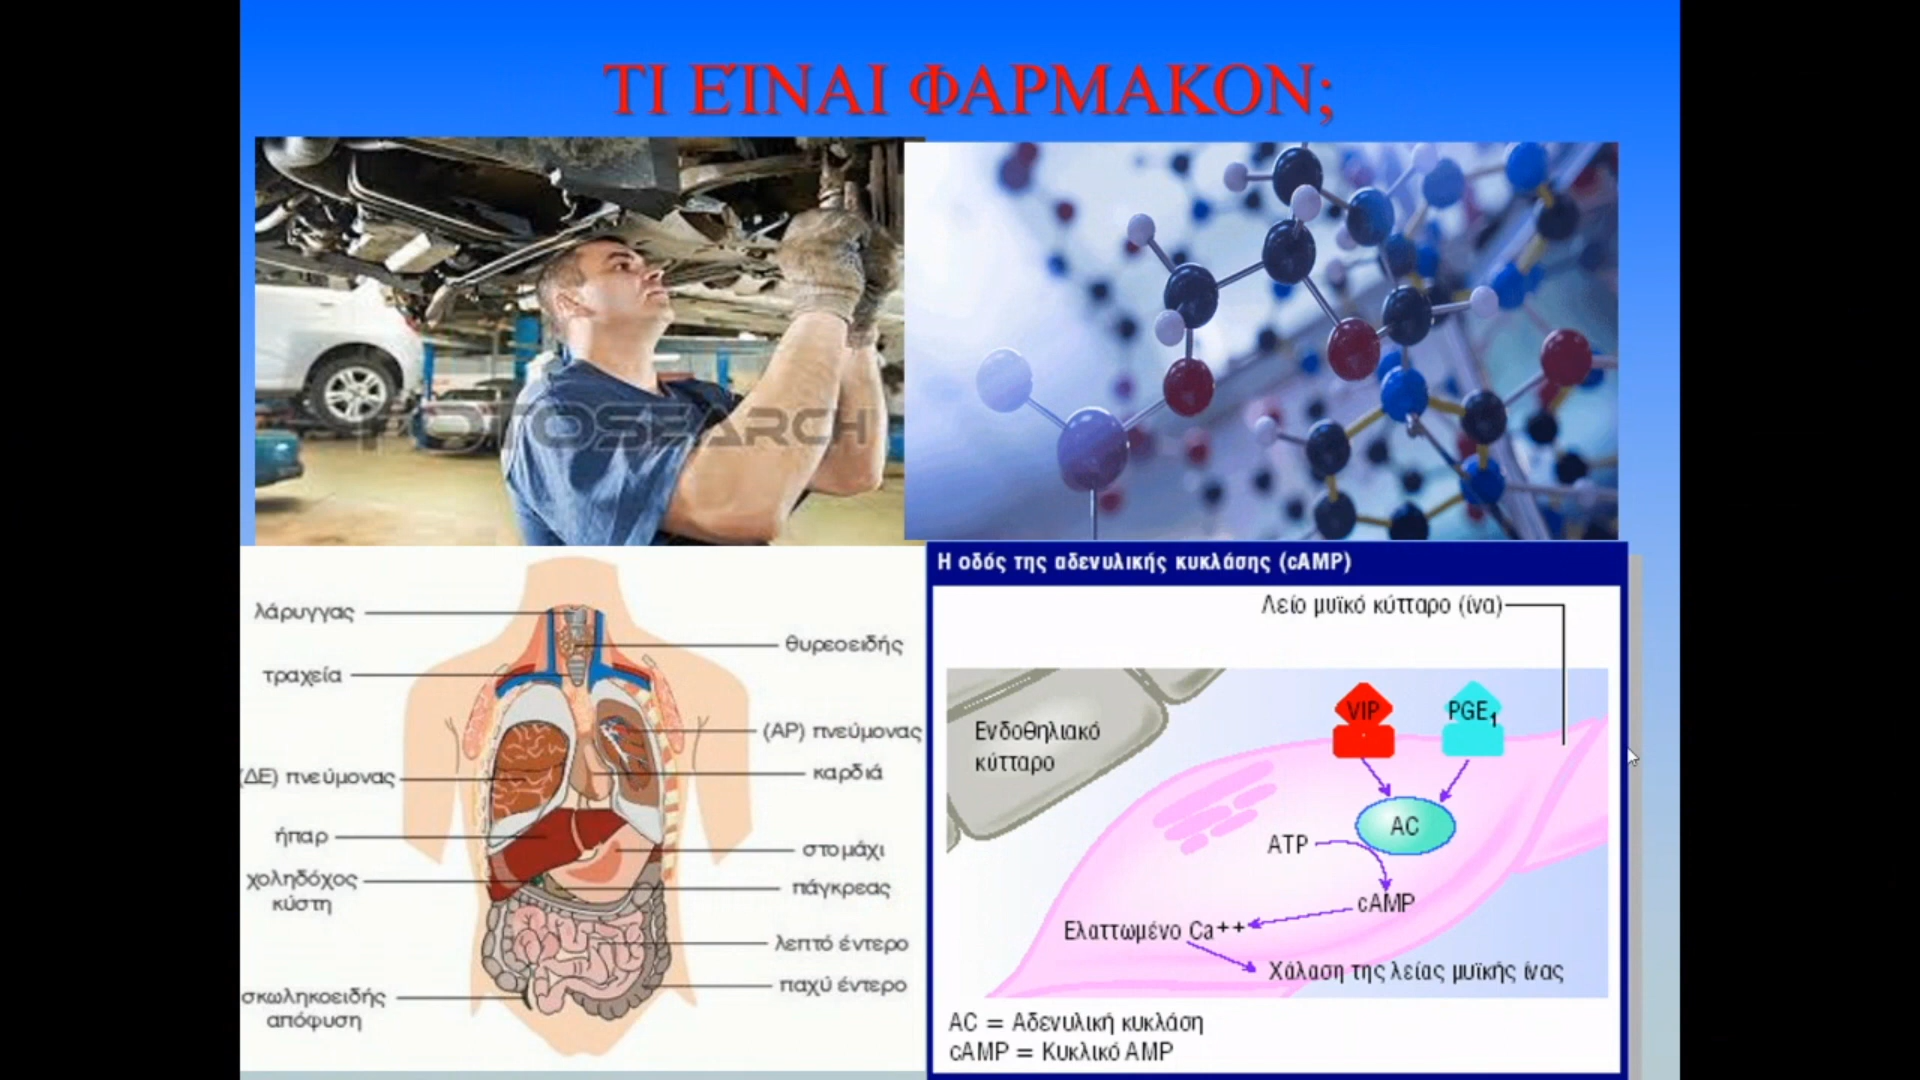 ΤΙ ΕΊΝΑΙ ΦΑΡΜΑΚΟΝ;
FOTOSEARCH
λάρυγγας
θυρεοειδής
τραχεία
(ΑΡ) πνεύμονας
καρδιά
(ΔΕ) πνεύμονας
ήπαρ
στομάχι
χοληδόχος
κύστη
πάγκρεας
λεπτό έντερο
παχύ έντερο
σκωληκοειδής
απόφυση
Η οδός της αδενυλικής κυκλάσης (cAMP)
Λείο μυϊκό κύτταρο (ίνα)
Ενδοθηλιακό
κύτταρο
VIP
PGE1
AC
ATP
cAMP
Ελαττωμένο Ca++
Χάλαση της λείας μυϊκής ίνας
AC = Αδενυλική κυκλάση
cAMP = Κυκλικό AMP